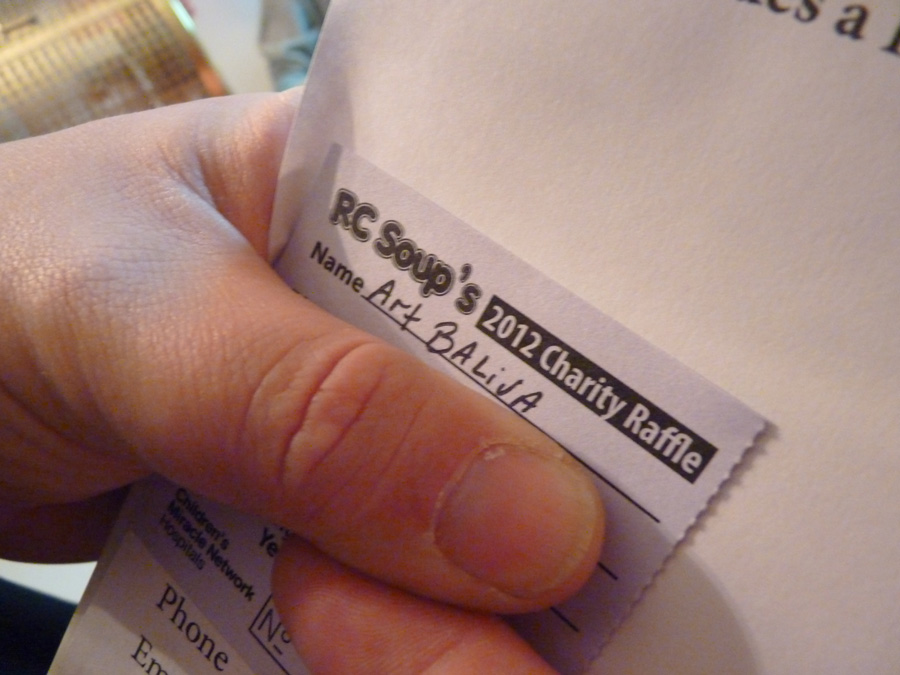 RC Soup's 2012 Charity Raffle
Name Art BALiJA
Children's
Miracle Network
Hospitals
Nº
Phone